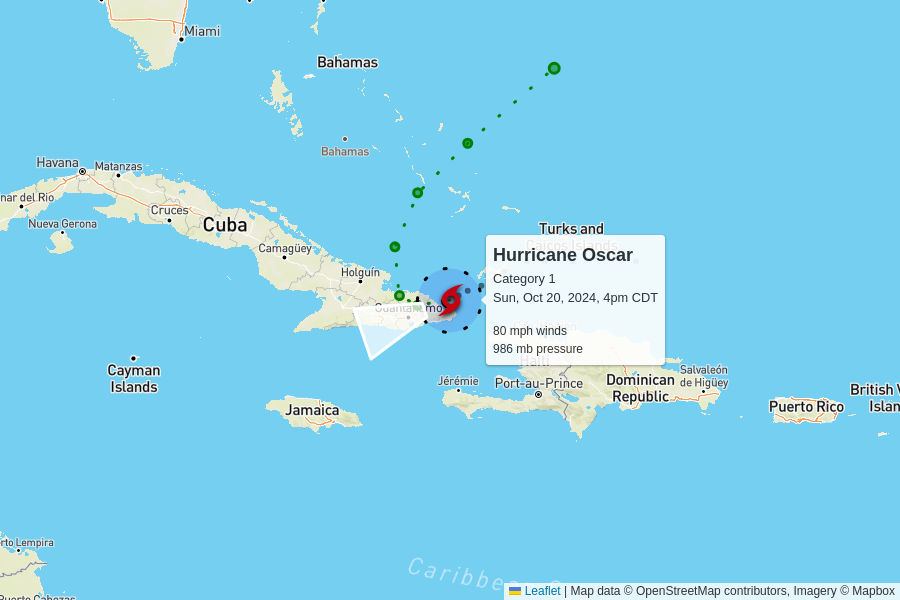 Miami
Bahamas
Bahamas
Havana
Matanzas
nar del Rio
Cruces
Nueva Gerona
Cuba
Camagüey
Holguín
Turks and
Caicos Islands
Hurricane Oscar
Category 1
Sun, Oct 20, 2024, 4pm CDT
80 mph winds
986 mb pressure
Haiti
Cayman
Islands
Jérémie
Port-au-Prince
Dominican
Republic
Salvaleón
de Higüey
British
Islan
Jamaica
Puerto Rico
rto Lempira
Puerto Cabezas
Caribbe
Leaflet | Map data © OpenStreetMap contributors, Imagery © Mapbox